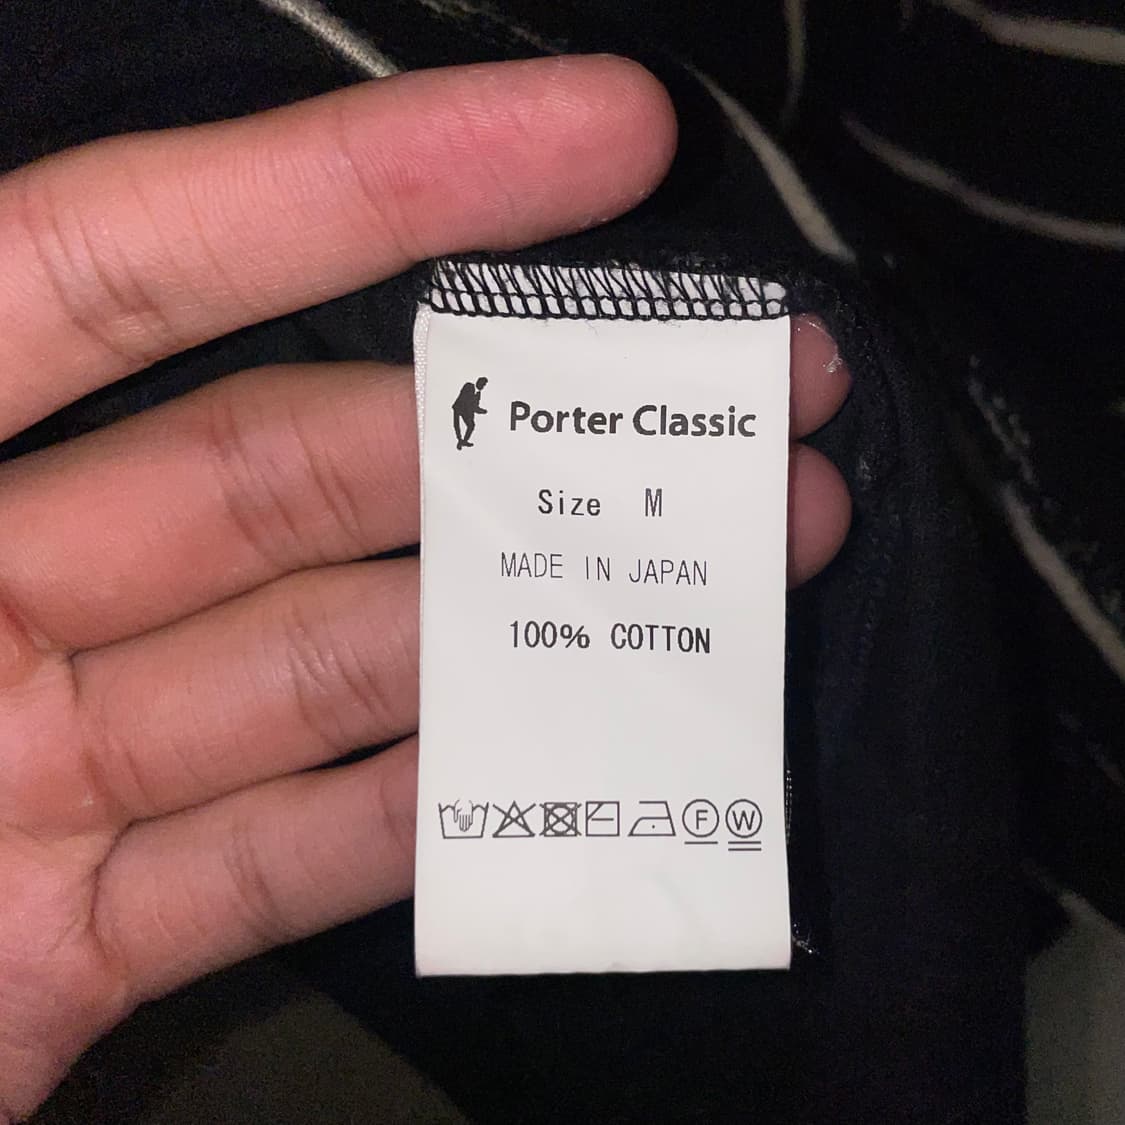 Porter Classic
Size M
MADE IN JAPAN
100% COTTON
F W